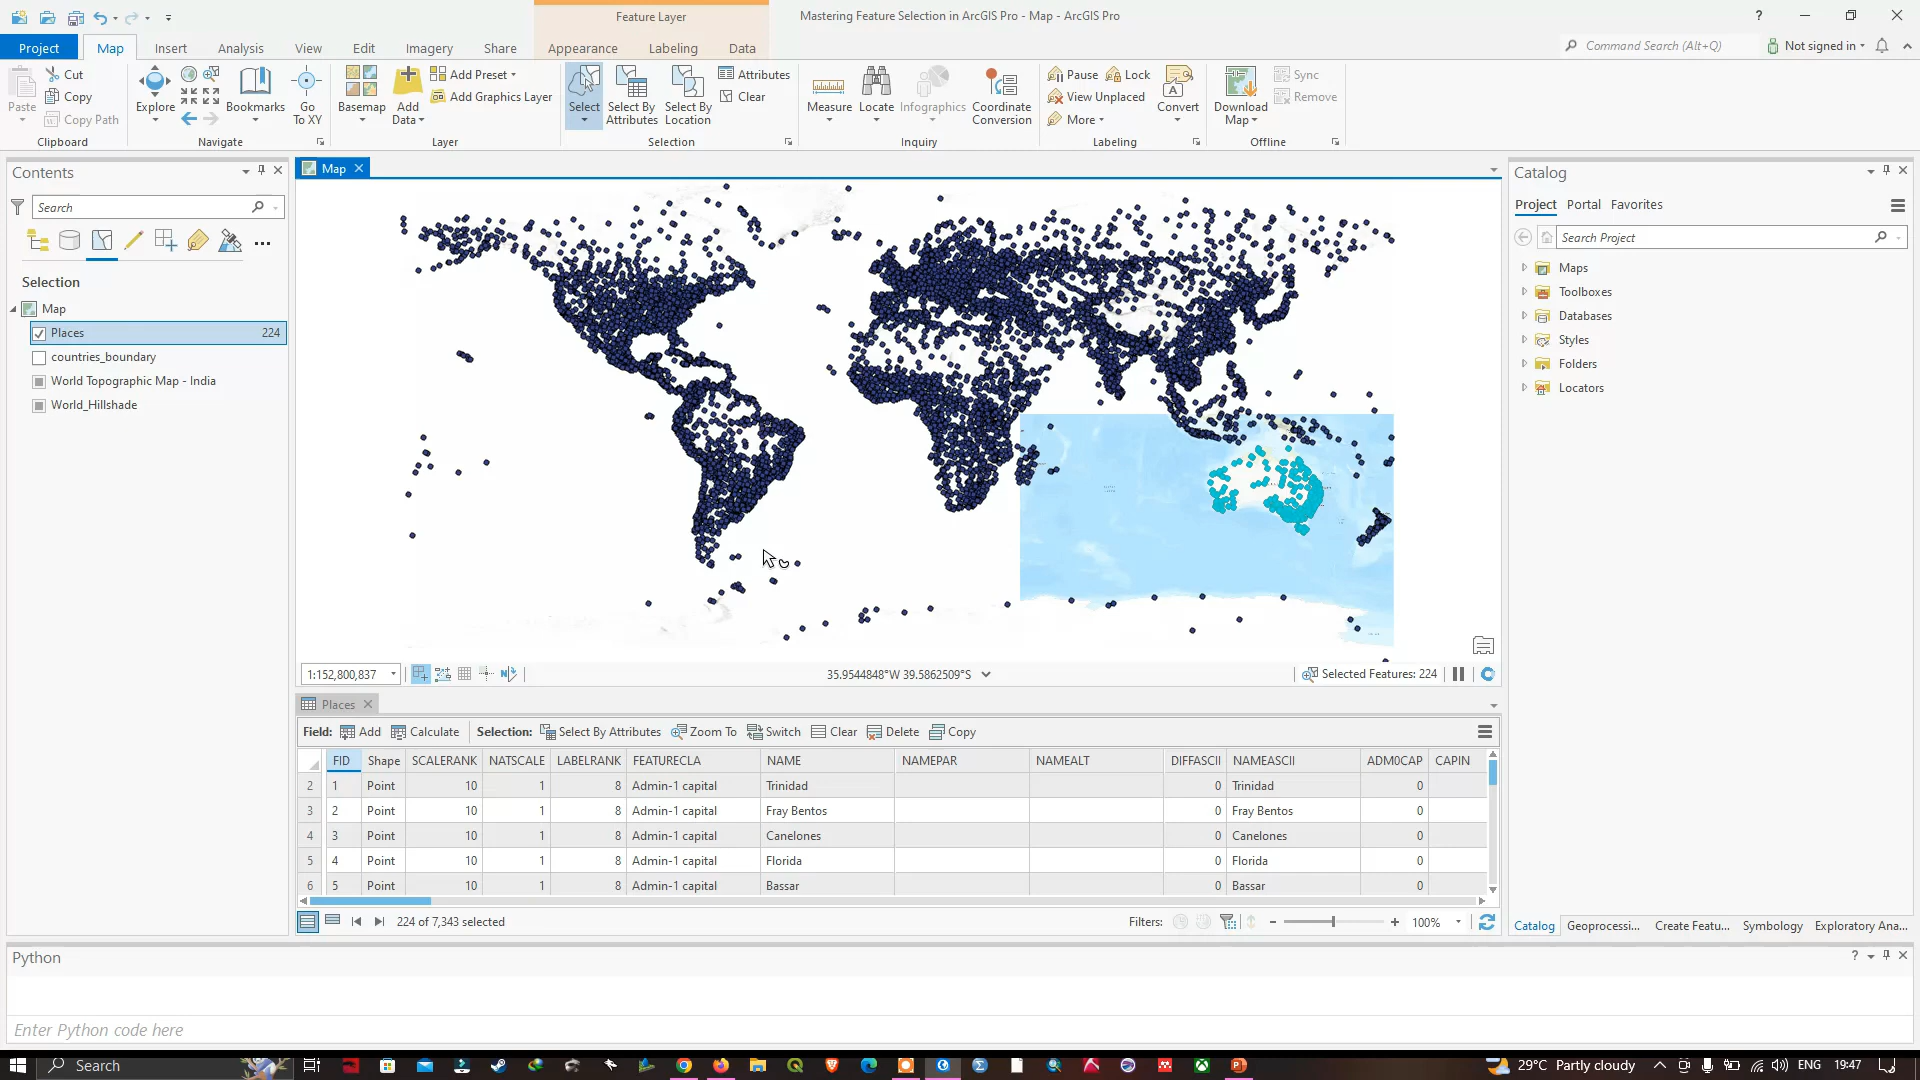 Feature Layer
Mastering Feature Selection in ArcGIS Pro - Map - ArcGIS Pro
?
Project Map Insert Analysis View Edit Imagery Share Appearance Labeling Data
Command Search (Alt+Q)
Not signed in
Paste
Cut
Copy
Copy Path
Clipboard
Explore
Bookmarks
Go To XY
Navigate
Basemap
Add Data
Add Preset
Add Graphics Layer
Layer
Select
Select By Attributes
Select By Location
Attributes
Clear
Selection
Measure
Locate
Infographics
Coordinate Conversion
Inquiry
Pause
Lock
View Unplaced
More
Convert
Labeling
Download Map
Sync
Remove
Offline
Contents
Search
Selection
Map
Places 224
countries_boundary
World Topographic Map - India
World_Hillshade
Map
1:152,800,837
35.9544848°W 39.5862509°S
Selected Features: 224
Places
Field: Add Calculate Selection: Select By Attributes Zoom To Switch Clear Delete Copy
FID Shape SCALERANK NATSCALE LABELRANK FEATURECLA NAME NAMEPAR NAMEALT DIFFASCII NAMEASCII ADM0CAP CAPIN
2 1 Point 10 1 8 Admin-1 capital Trinidad 0 Trinidad 0
3 2 Point 10 1 8 Admin-1 capital Fray Bentos 0 Fray Bentos 0
4 3 Point 10 1 8 Admin-1 capital Canelones 0 Canelones 0
5 4 Point 10 1 8 Admin-1 capital Florida 0 Florida 0
6 5 Point 10 1 8 Admin-1 capital Bassar 0 Bassar 0
224 of 7,343 selected
Filters:
100%
Catalog
Project Portal Favorites
Search Project
Maps
Toolboxes
Databases
Styles
Folders
Locators
Catalog Geoprocessi... Create Featu... Symbology Exploratory Ana...
Python
?
Enter Python code here
Search
29°C Partly cloudy
ENG
19:47